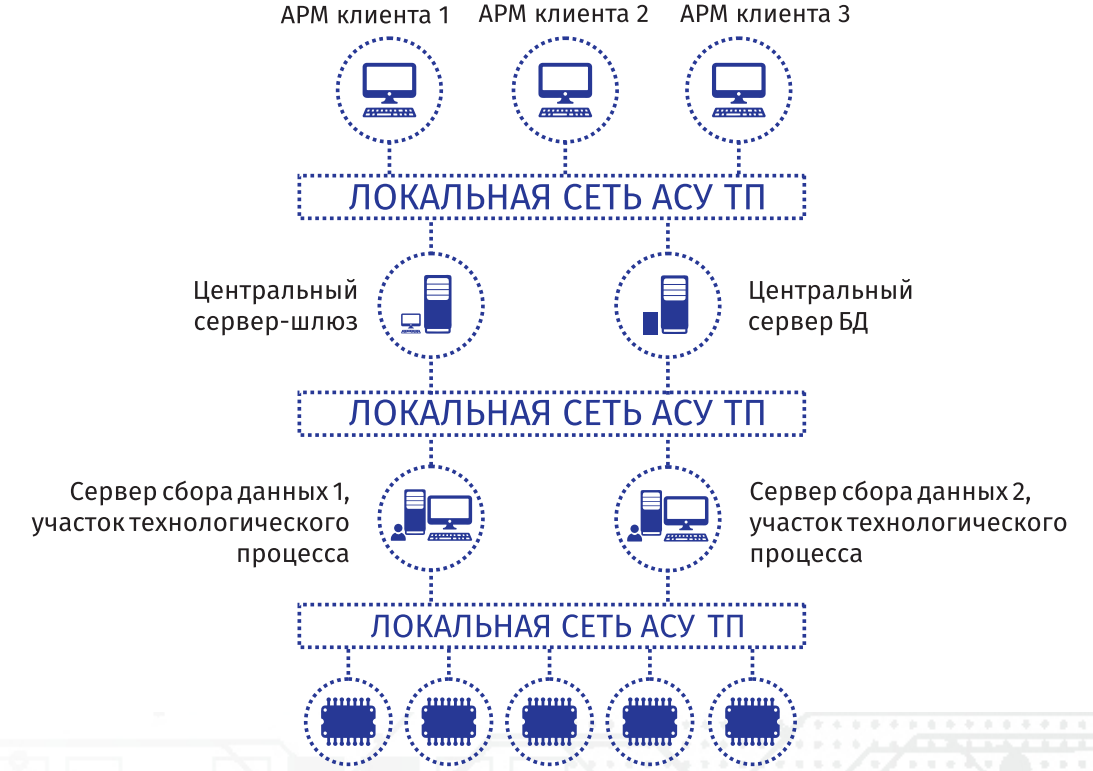 АРМ клиента 1
АРМ клиента 2
АРМ клиента 3
ЛОКАЛЬНАЯ СЕТЬ АСУ ТП
Центральный
сервер-шлюз
Центральный
сервер БД
ЛОКАЛЬНАЯ СЕТЬ АСУ ТП
Сервер сбора данных 1,
участок технологического
процесса
Сервер сбора данных 2,
участок технологического
процесса
ЛОКАЛЬНАЯ СЕТЬ АСУ ТП